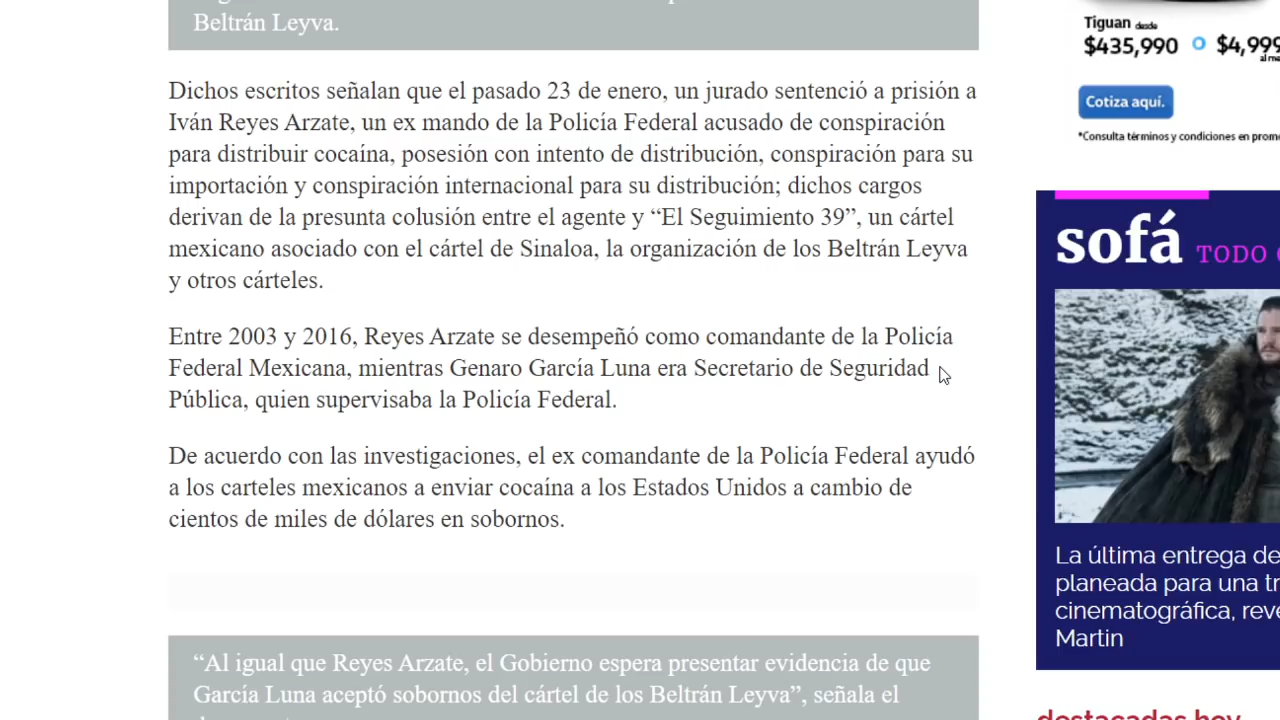 Beltrán Leyva.
Dichos escritos señalan que el pasado 23 de enero, un jurado sentenció a prisión a
Iván Reyes Arzate, un ex mando de la Policía Federal acusado de conspiración
para distribuir cocaína, posesión con intento de distribución, conspiración para su
importación y conspiración internacional para su distribución; dichos cargos
derivan de la presunta colusión entre el agente y “El Seguimiento 39”, un cártel
mexicano asociado con el cártel de Sinaloa, la organización de los Beltrán Leyva
y otros cárteles.
Entre 2003 y 2016, Reyes Arzate se desempeñó como comandante de la Policía
Federal Mexicana, mientras Genaro García Luna era Secretario de Seguridad
Pública, quien supervisaba la Policía Federal.
De acuerdo con las investigaciones, el ex comandante de la Policía Federal ayudó
a los carteles mexicanos a enviar cocaína a los Estados Unidos a cambio de
cientos de miles de dólares en sobornos.
“Al igual que Reyes Arzate, el Gobierno espera presentar evidencia de que
García Luna aceptó sobornos del cártel de los Beltrán Leyva”, señala el
Tiguan desde
$435,990 o $4,999
al me
Cotiza aquí.
*Consulta términos y condiciones en promo
sofá TODO
La última entrega de
planeada para una tr
cinematográfica, reve
Martin
destacadas hoy